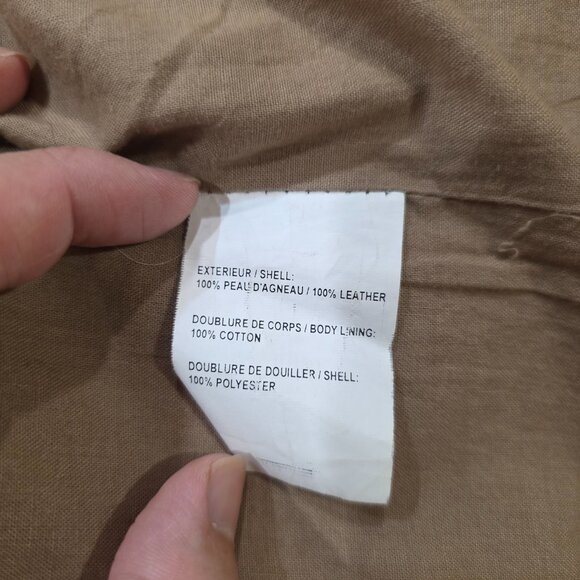 EXTERIEUR / SHELL:
100% PEAU D'AGNEAU / 100% LEATHER
DOUBLURE DE CORPS / BODY LINING:
100% COTTON
DOUBLURE DE DOUILLER / SHELL:
100% POLYESTER